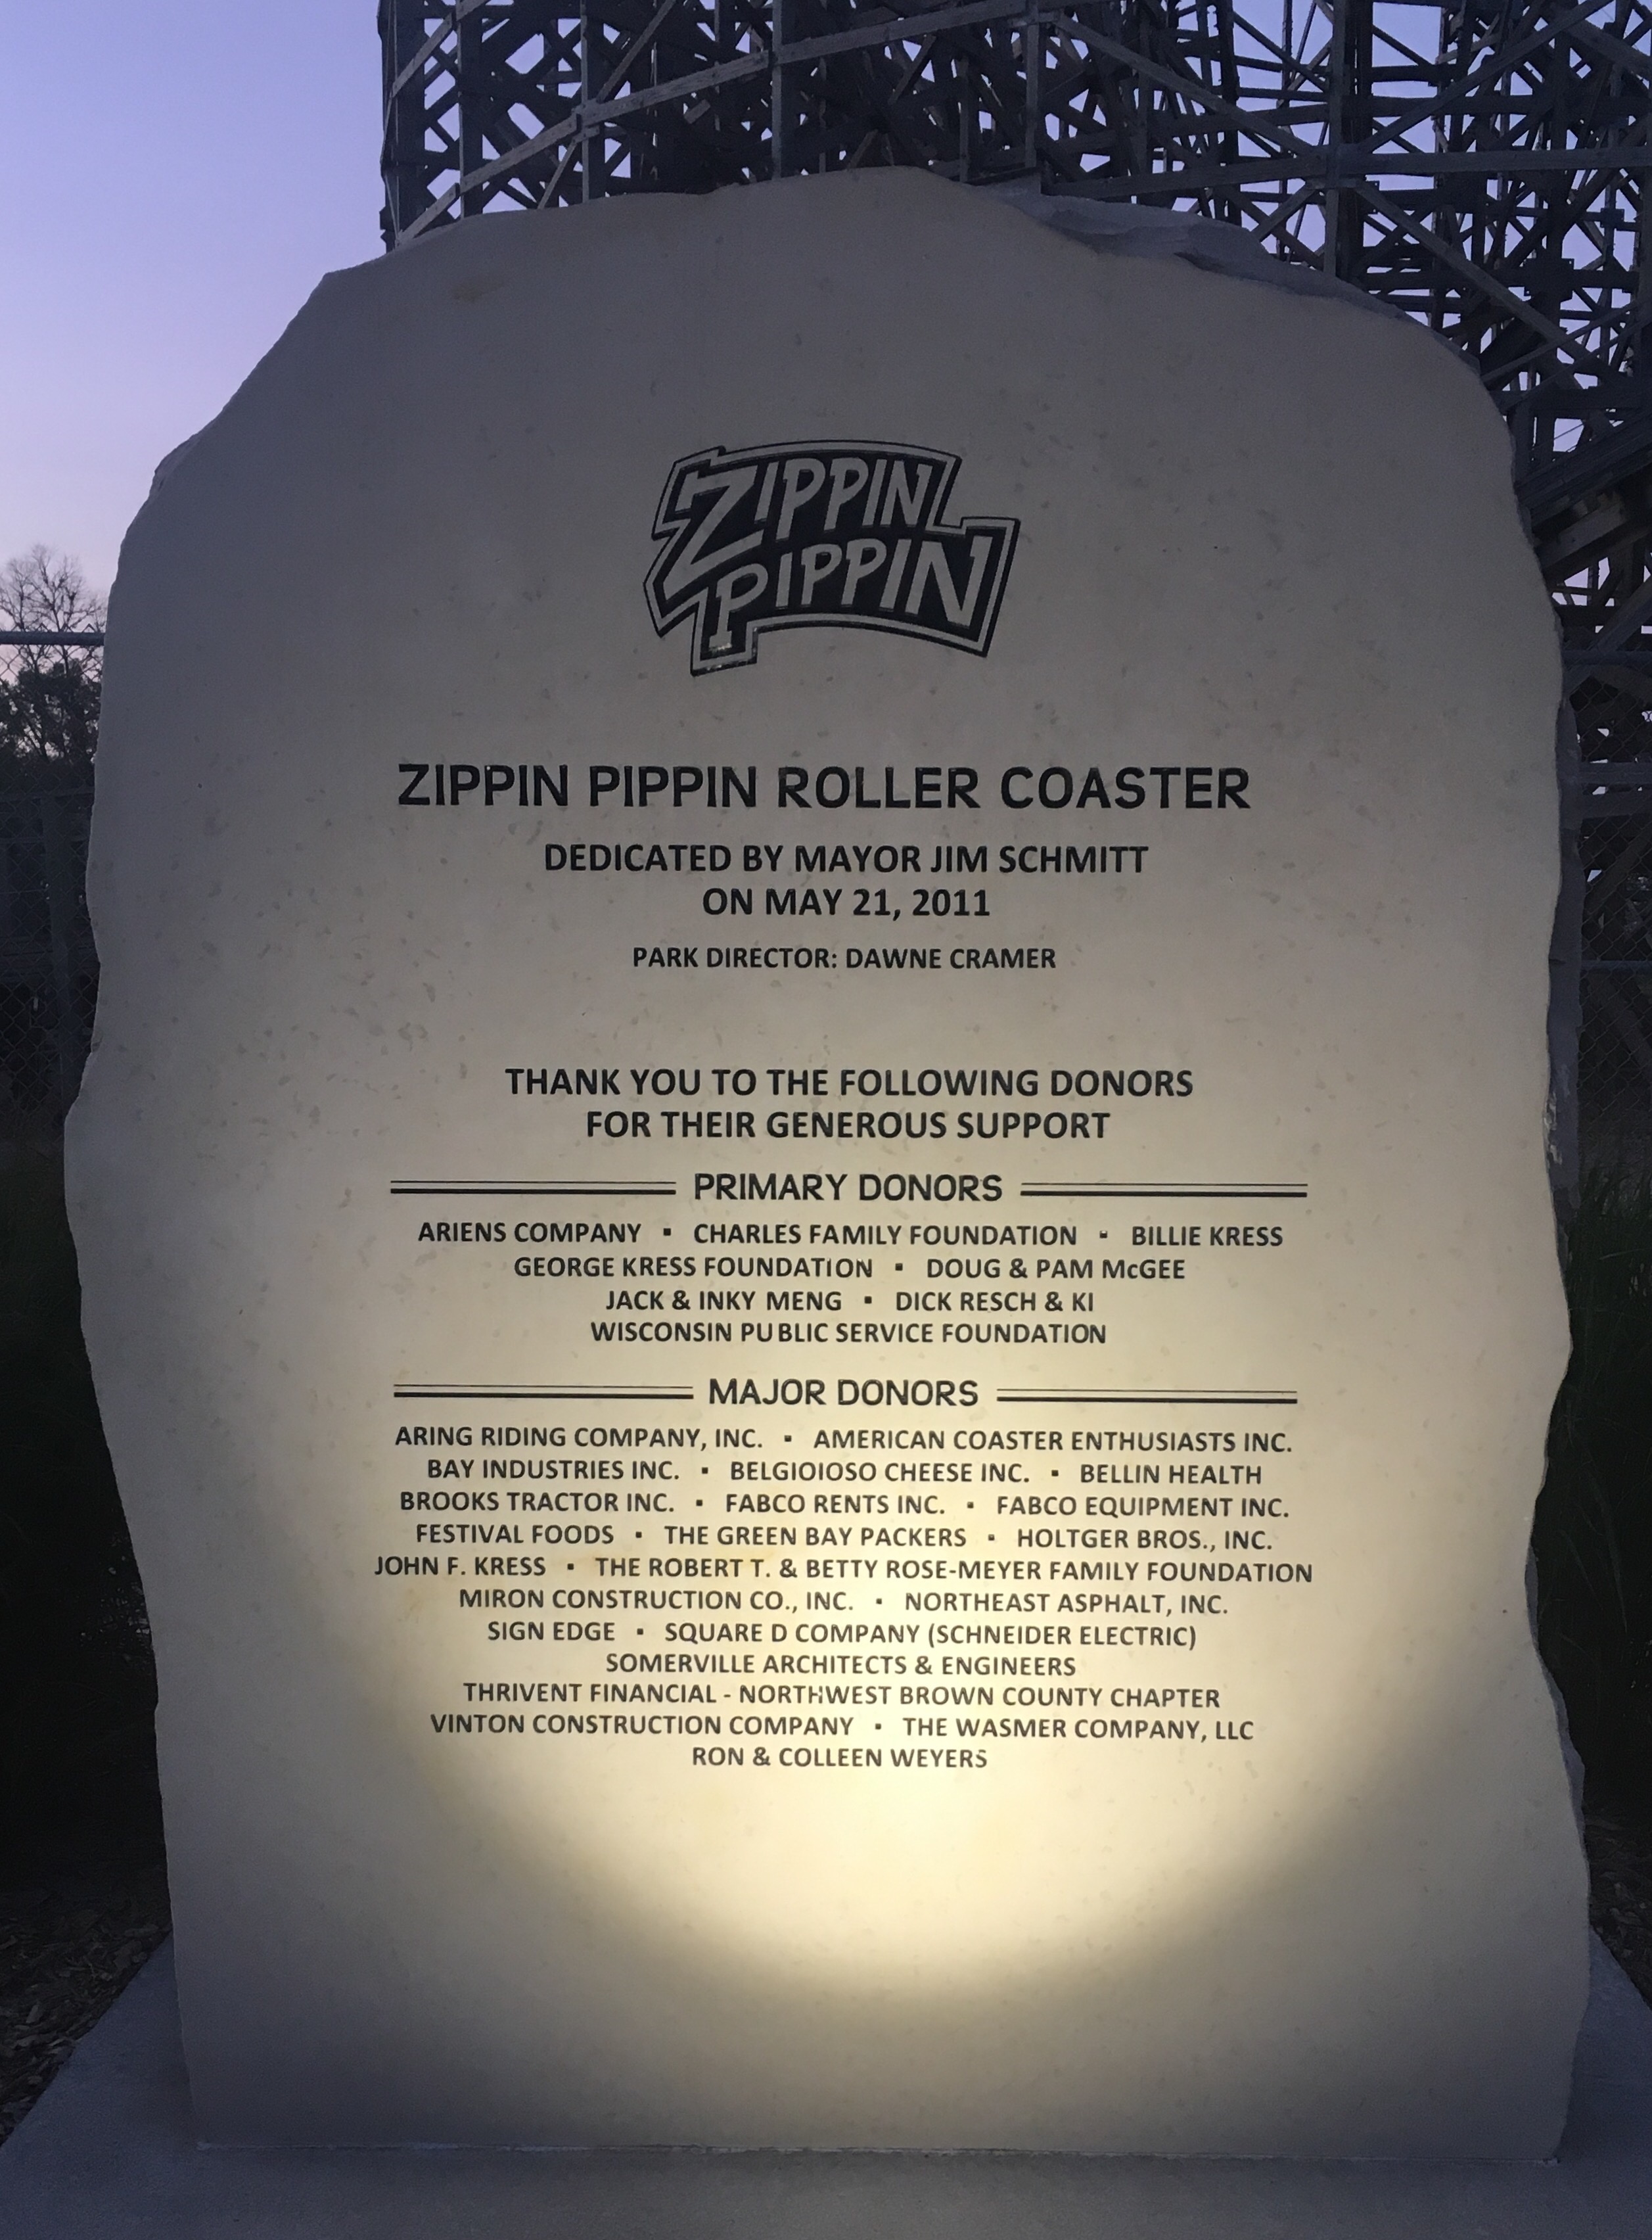 ZIPPIN
PIPPIN
ZIPPIN PIPPIN ROLLER COASTER
DEDICATED BY MAYOR JIM SCHMITT
ON MAY 21, 2011
PARK DIRECTOR: DAWNE CRAMER
THANK YOU TO THE FOLLOWING DONORS
FOR THEIR GENEROUS SUPPORT
PRIMARY DONORS
ARIENS COMPANY ▪ CHARLES FAMILY FOUNDATION ▪ BILLIE KRESS
GEORGE KRESS FOUNDATION ▪ DOUG & PAM McGEE
JACK & INKY MENG ▪ DICK RESCH & KI
WISCONSIN PUBLIC SERVICE FOUNDATION
MAJOR DONORS
ARING RIDING COMPANY, INC. ▪ AMERICAN COASTER ENTHUSIASTS INC.
BAY INDUSTRIES INC. ▪ BELGIOIOSO CHEESE INC. ▪ BELLIN HEALTH
BROOKS TRACTOR INC. ▪ FABCO RENTS INC. ▪ FABCO EQUIPMENT INC.
FESTIVAL FOODS ▪ THE GREEN BAY PACKERS ▪ HOLTGER BROS., INC.
JOHN F. KRESS ▪ THE ROBERT T. & BETTY ROSE-MEYER FAMILY FOUNDATION
MIRON CONSTRUCTION CO., INC. ▪ NORTHEAST ASPHALT, INC.
SIGN EDGE ▪ SQUARE D COMPANY (SCHNEIDER ELECTRIC)
SOMERVILLE ARCHITECTS & ENGINEERS
THRIVENT FINANCIAL - NORTHWEST BROWN COUNTY CHAPTER
VINTON CONSTRUCTION COMPANY ▪ THE WASMER COMPANY, LLC
RON & COLLEEN WEYERS